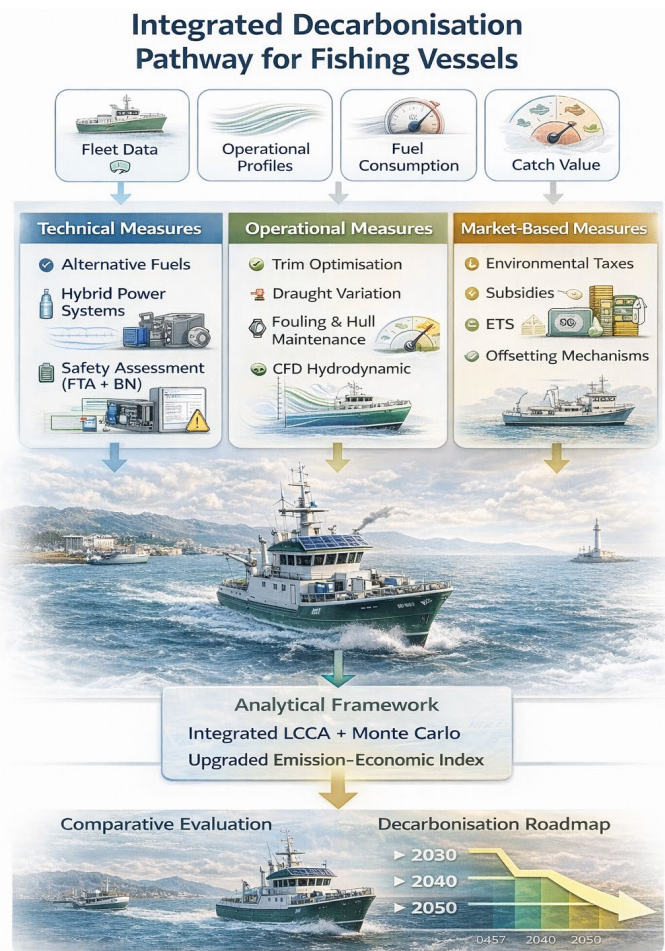 Integrated Decarbonisation
Pathway for Fishing Vessels
Fleet Data
Operational
Profiles
Fuel
Consumption
Catch Value
Technical Measures
Alternative Fuels
Hybrid Power
Systems
Safety Assessment
(FTA + BN)
Operational Measures
Trim Optimisation
Draught Variation
Fouling & Hull
Maintenance
CFD Hydrodynamic
Market-Based Measures
Environmental Taxes
Subsidies
ETS
Offsetting Mechanisms
Analytical Framework
Integrated LCCA + Monte Carlo
Upgraded Emission-Economic Index
Comparative Evaluation
Decarbonisation Roadmap
2030
2040
2050
0457 2040 2050